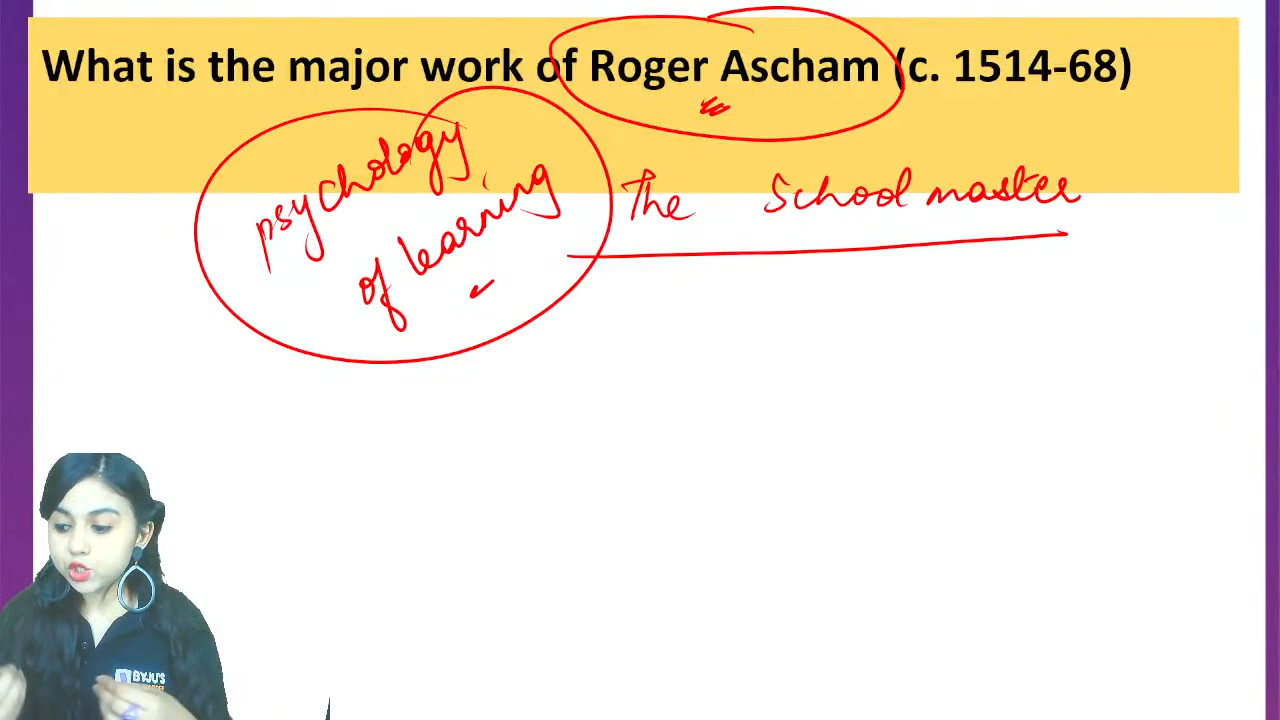 What is the major work of Roger Ascham (c. 1514-68)
psychology
of learning
The School master
BYJU'S